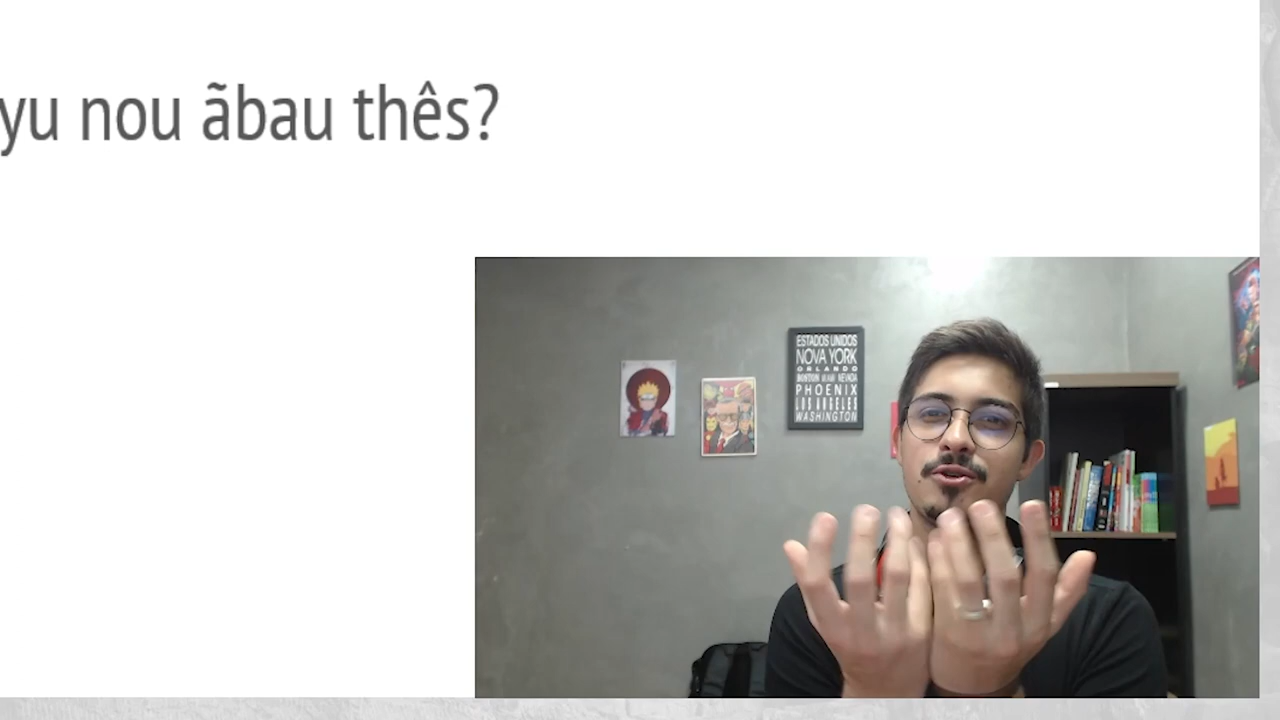 yu nou ãbau thês?
ESTADOS UNIDOS
NOVA YORK
ORLANDO
PHOENIX
LOS ANGELES
WASHINGTON